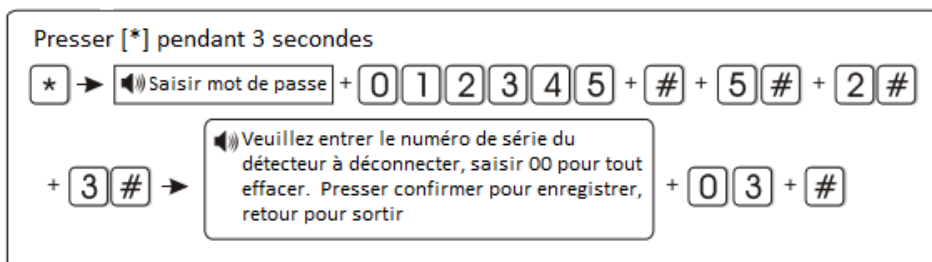 Presser [*] pendant 3 secondes
* → Saisir mot de passe + 0 1 2 3 4 5 + # + 5 # + 2 #
+ 3 # → Veuillez entrer le numéro de série du
détecteur à déconnecter, saisir 00 pour tout
effacer. Presser confirmer pour enregistrer,
retour pour sortir
+ 0 3 + #